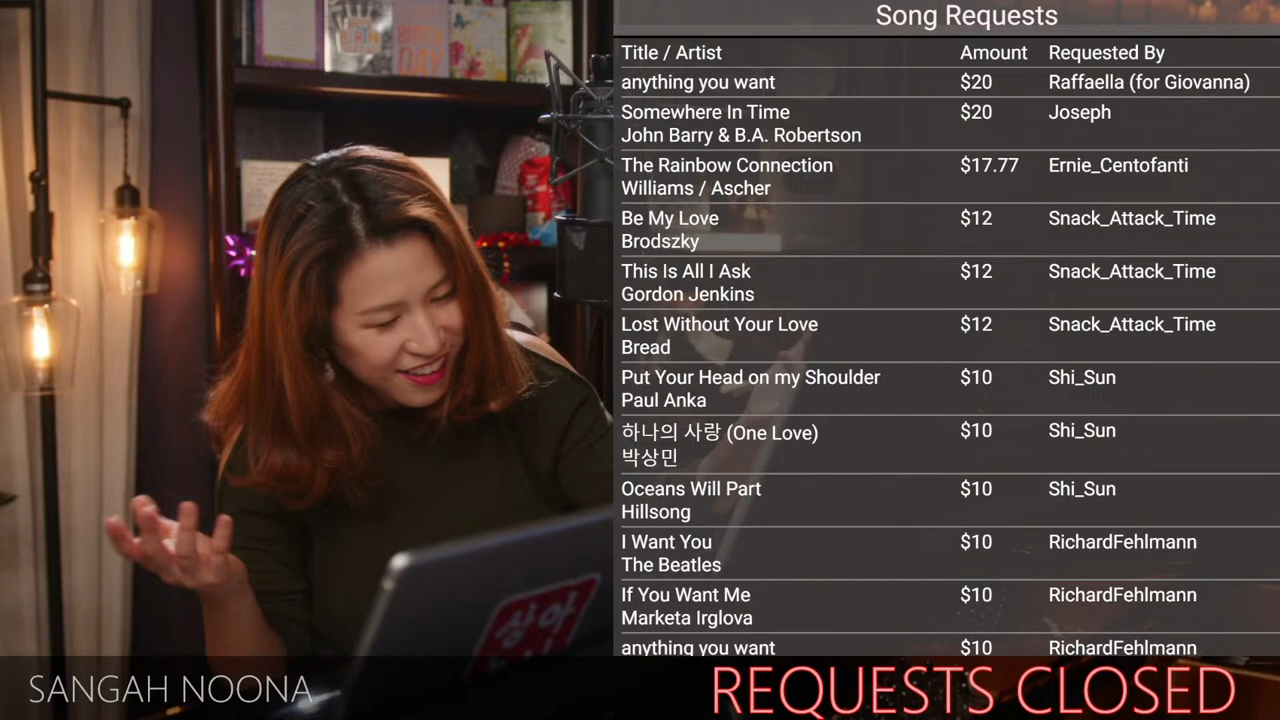 Song Requests
Title / Artist Amount Requested By
anything you want $20 Raffaella (for Giovanna)
Somewhere In Time $20 Joseph
John Barry & B.A. Robertson
The Rainbow Connection $17.77 Ernie_Centofanti
Williams / Ascher
Be My Love $12 Snack_Attack_Time
Brodszky
This Is All I Ask $12 Snack_Attack_Time
Gordon Jenkins
Lost Without Your Love $12 Snack_Attack_Time
Bread
Put Your Head on my Shoulder $10 Shi_Sun
Paul Anka
하나의 사랑 (One Love) $10 Shi_Sun
박상민
Oceans Will Part $10 Shi_Sun
Hillsong
I Want You $10 RichardFehlmann
The Beatles
If You Want Me $10 RichardFehlmann
Marketa Irglova
anything you want $10 RichardFehlmann
상아
SANGAH NOONA
REQUESTS CLOSED